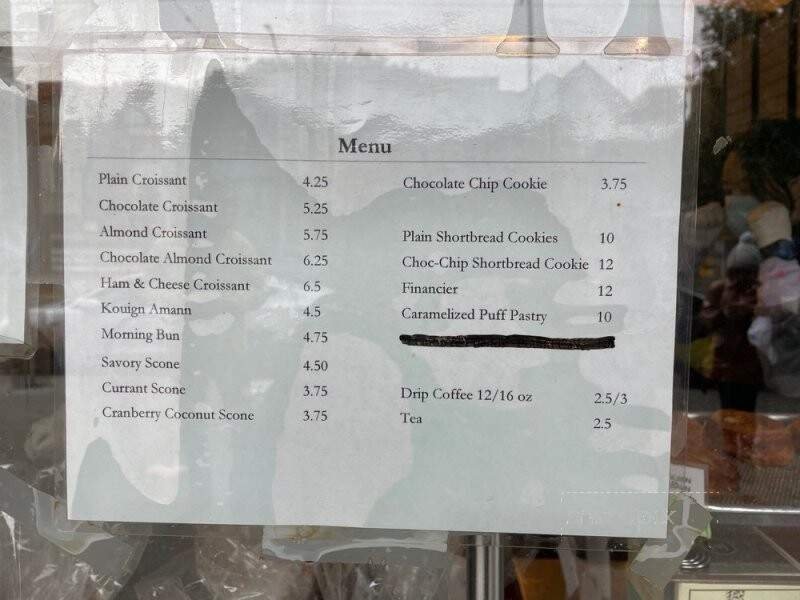 Menu
Plain Croissant 4.25
Chocolate Croissant 5.25
Almond Croissant 5.75
Chocolate Almond Croissant 6.25
Ham & Cheese Croissant 6.5
Kouign Amann 4.5
Morning Bun 4.75
Savory Scone 4.50
Currant Scone 3.75
Cranberry Coconut Scone 3.75
Chocolate Chip Cookie 3.75
Plain Shortbread Cookies 10
Choc-Chip Shortbread Cookie 12
Financier 12
Caramelized Puff Pastry 10
Drip Coffee 12/16 oz 2.5/3
Tea 2.5